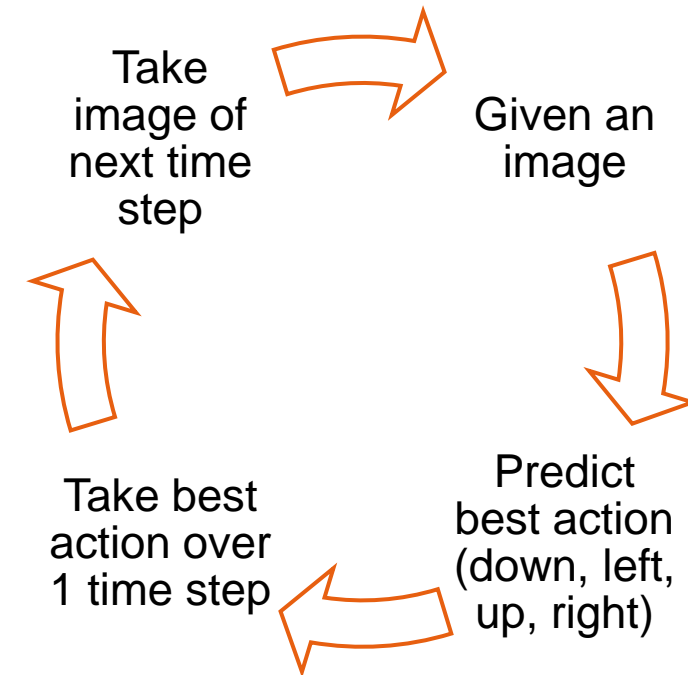 Take
image of
next time
step
Given an
image
Predict
best action
(down, left,
up, right)
Take best
action over
1 time step